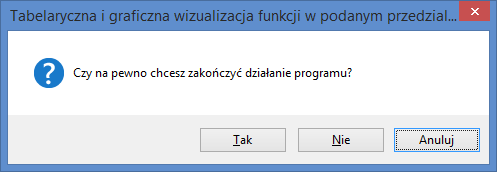 Tabelaryczna i graficzna wizualizacja funkcji w podanym przedzial...
Czy na pewno chcesz zakończyć działanie programu?
Tak
Nie
Anuluj